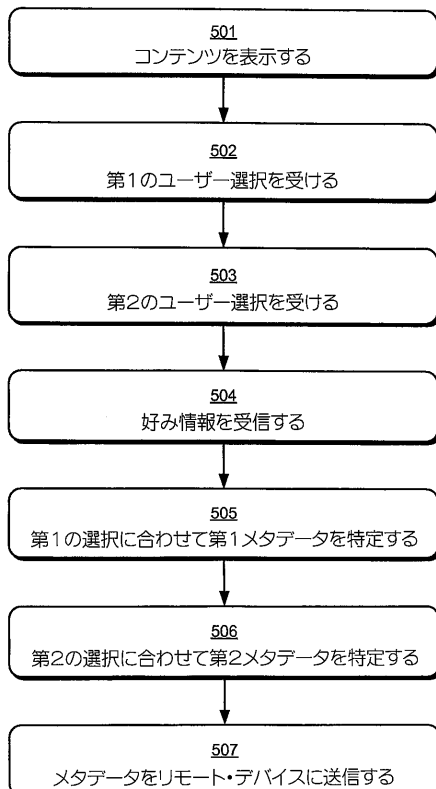 501
コンテンツを表示する
502
第1のユーザー選択を受ける
503
第2のユーザー選択を受ける
504
好み情報を受信する
505
第1の選択に合わせて第1メタデータを特定する
506
第2の選択に合わせて第2メタデータを特定する
507
メタデータをリモート・デバイスに送信する